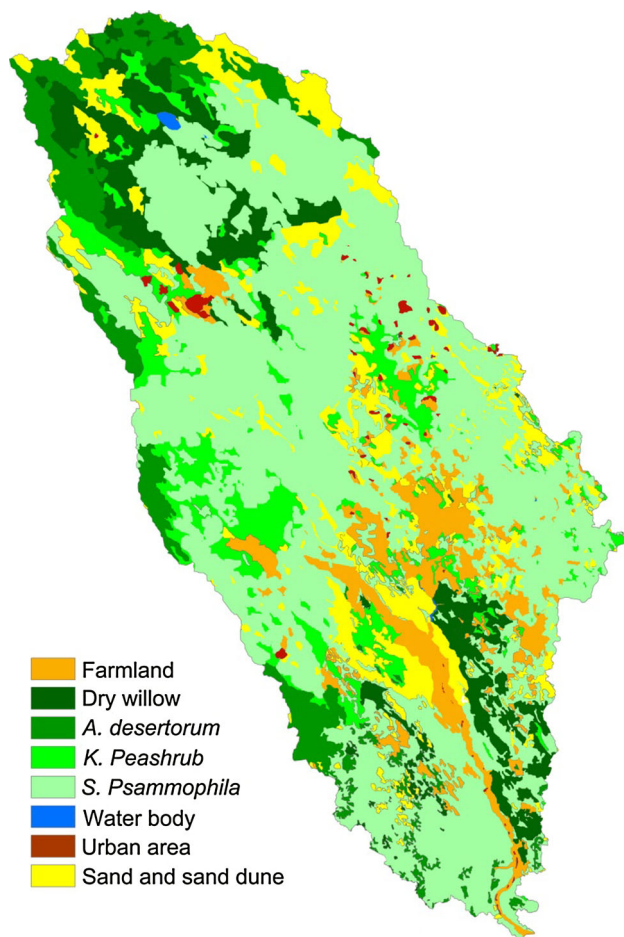 Farmland
Dry willow
A. desertorum
K. Peashrub
S. Psammophila
Water body
Urban area
Sand and sand dune